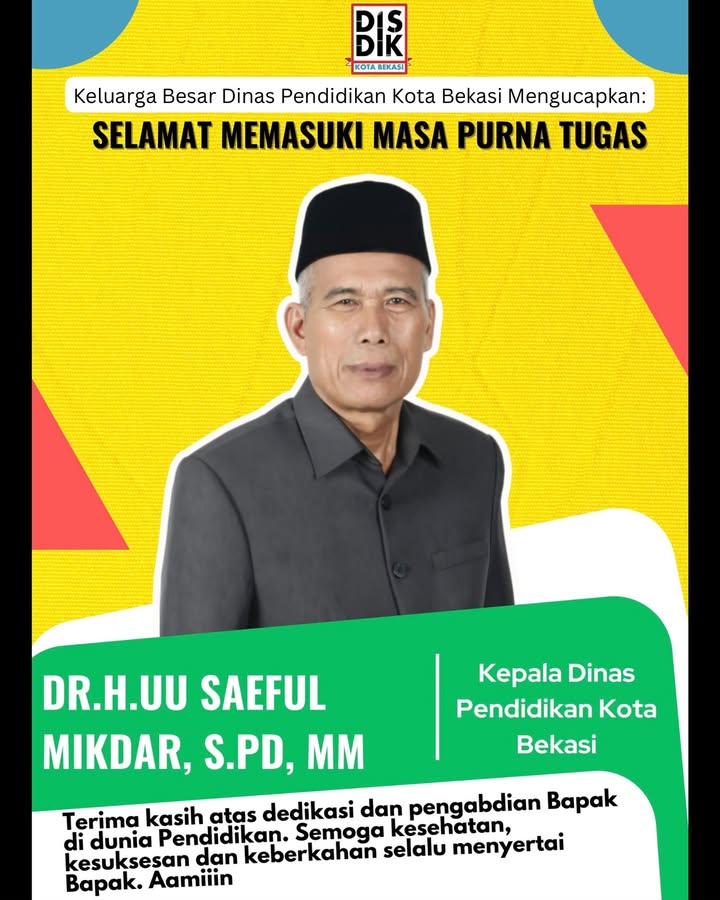 DIS
DIK
KOTA BEKASI
Keluarga Besar Dinas Pendidikan Kota Bekasi Mengucapkan:
SELAMAT MEMASUKI MASA PURNA TUGAS
DR.H.UU SAEFUL
MIKDAR, S.PD, MM
Kepala Dinas
Pendidikan Kota
Bekasi
Terima kasih atas dedikasi dan pengabdian Bapak
di dunia Pendidikan. Semoga kesehatan,
kesuksesan dan keberkahan selalu menyertai
Bapak. Aamiiin